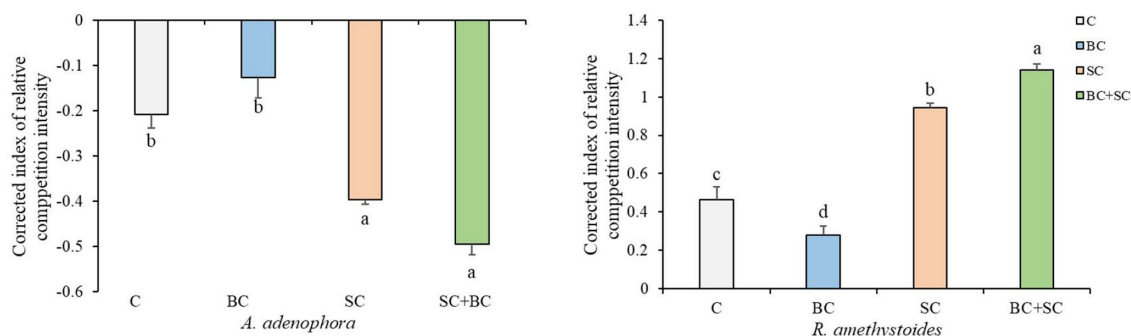 Corrected index of relative
comppetition intensity
0
-0.1
-0.2
-0.3
-0.4
-0.5
-0.6
b
b
a
a
C BC SC SC+BC
A. adenophora
Corrected index of relative
comppetition intensity
1.4
1.2
1
0.8
0.6
0.4
0.2
0
c
d
b
a
C BC SC BC+SC
R. amethystoides
C
BC
SC
BC+SC